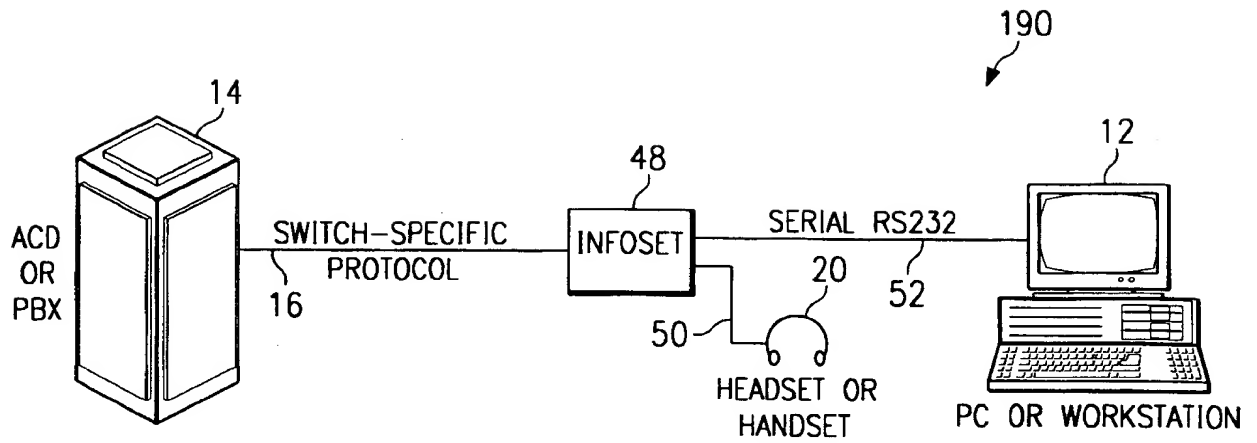 190
14
12
48
ACD
OR
PBX
SWITCH-SPECIFIC
PROTOCOL
16
INFOSET
SERIAL RS232
52
20
50
HEADSET OR
HANDSET
PC OR WORKSTATION